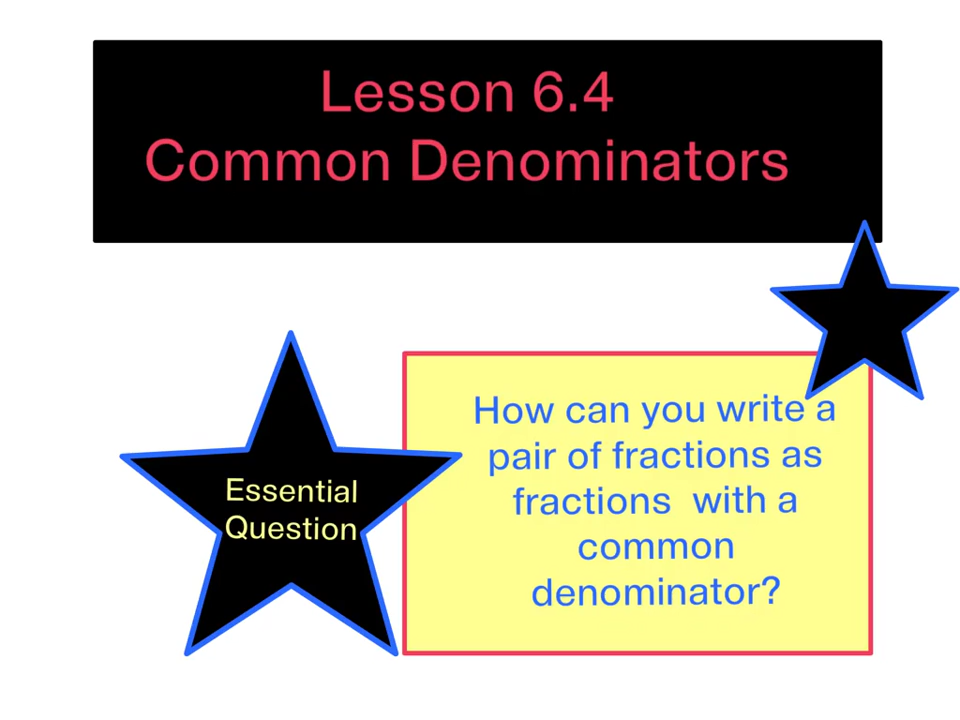 Lesson 6.4
Common Denominators
Essential
Question
How can you write a
pair of fractions as
fractions with a
common
denominator?